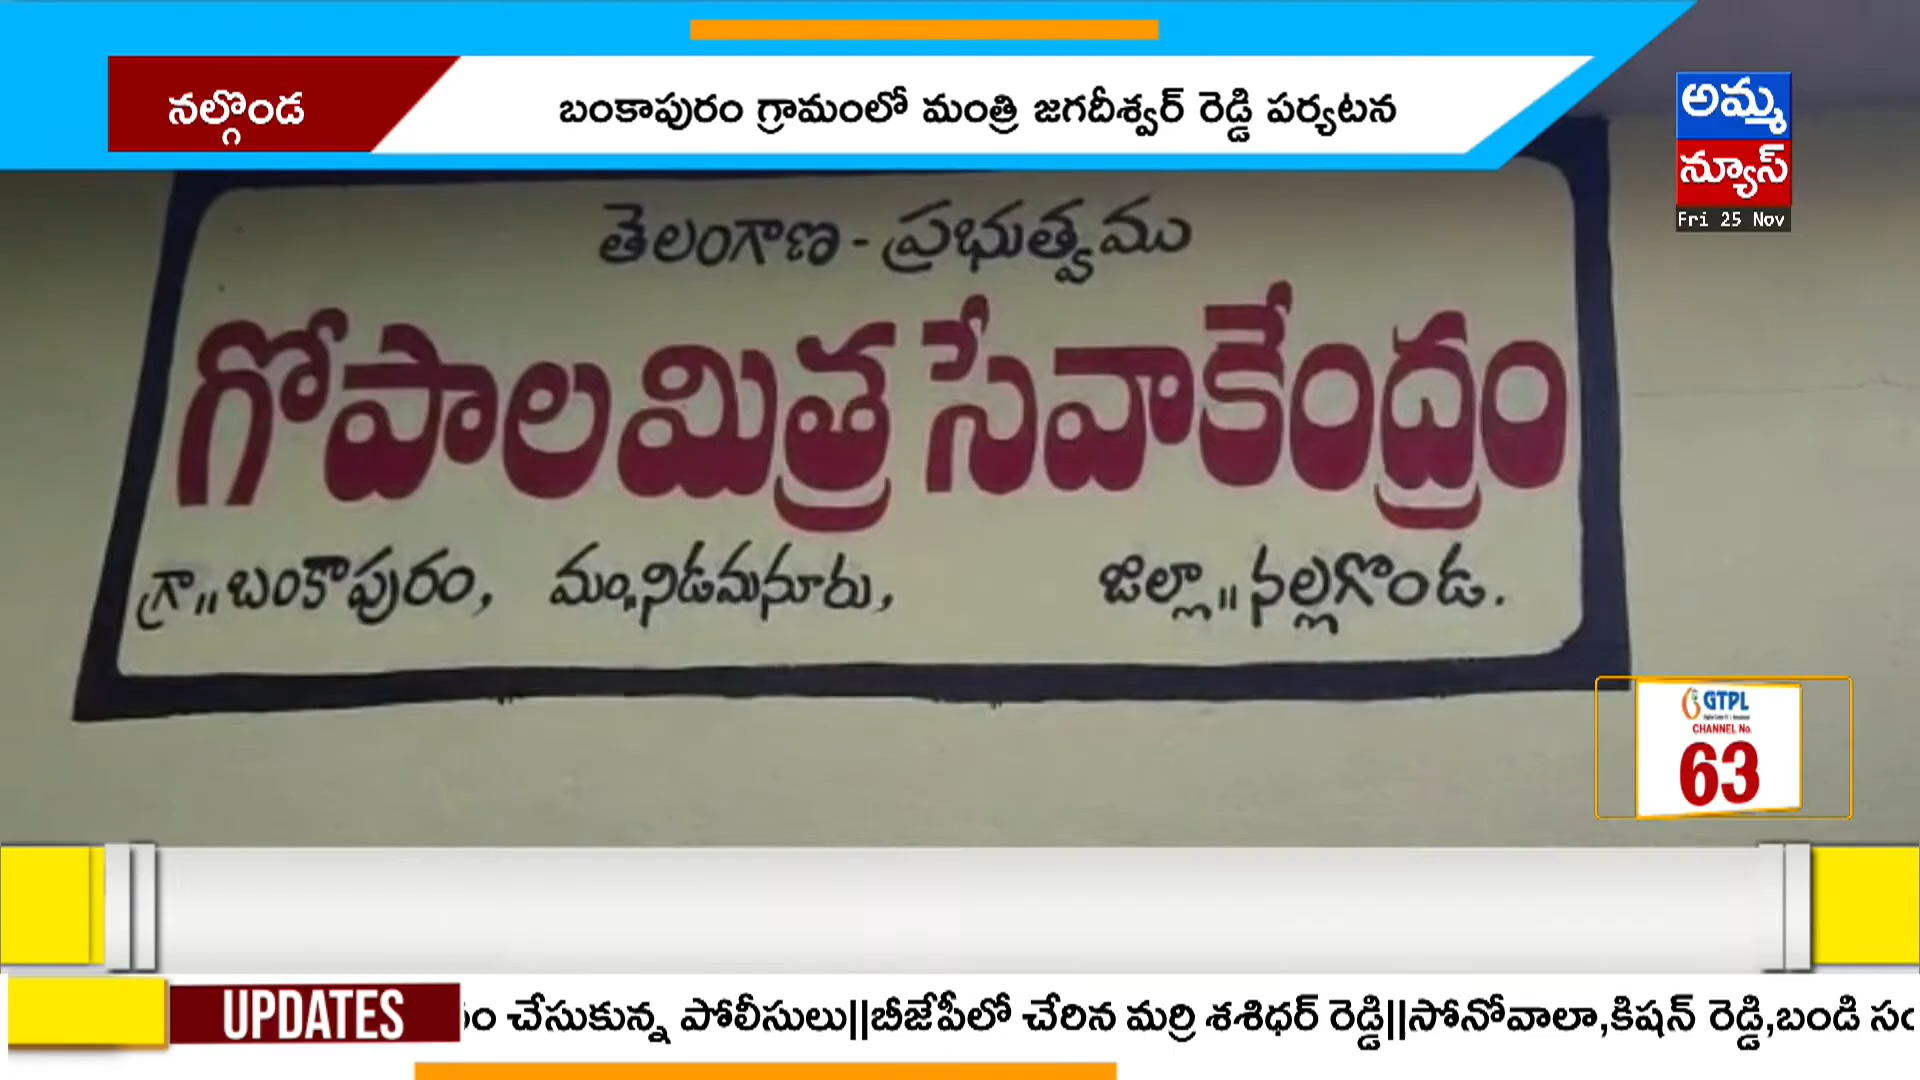 నల్గొండ
బంకాపురం గ్రామంలో మంత్రి జగదీశ్వర్ రెడ్డి పర్యటన
అమ్మ
న్యూస్
Fri 25 Nov
తెలంగాణ - ప్రభుత్వము
గోపాలమిత్ర సేవాకేంద్రం
గ్రా,, బంకాపురం, మం,,నిడమనూరు, జిల్లా,, నల్లగొండ.
GTPL
CHANNEL No.
63
UPDATES
చేసుకున్న పోలీసులు||బీజేపీలో చేరిన మర్రి శశిధర్ రెడ్డి||సోనోవాలా,కిషన్ రెడ్డి,బండి